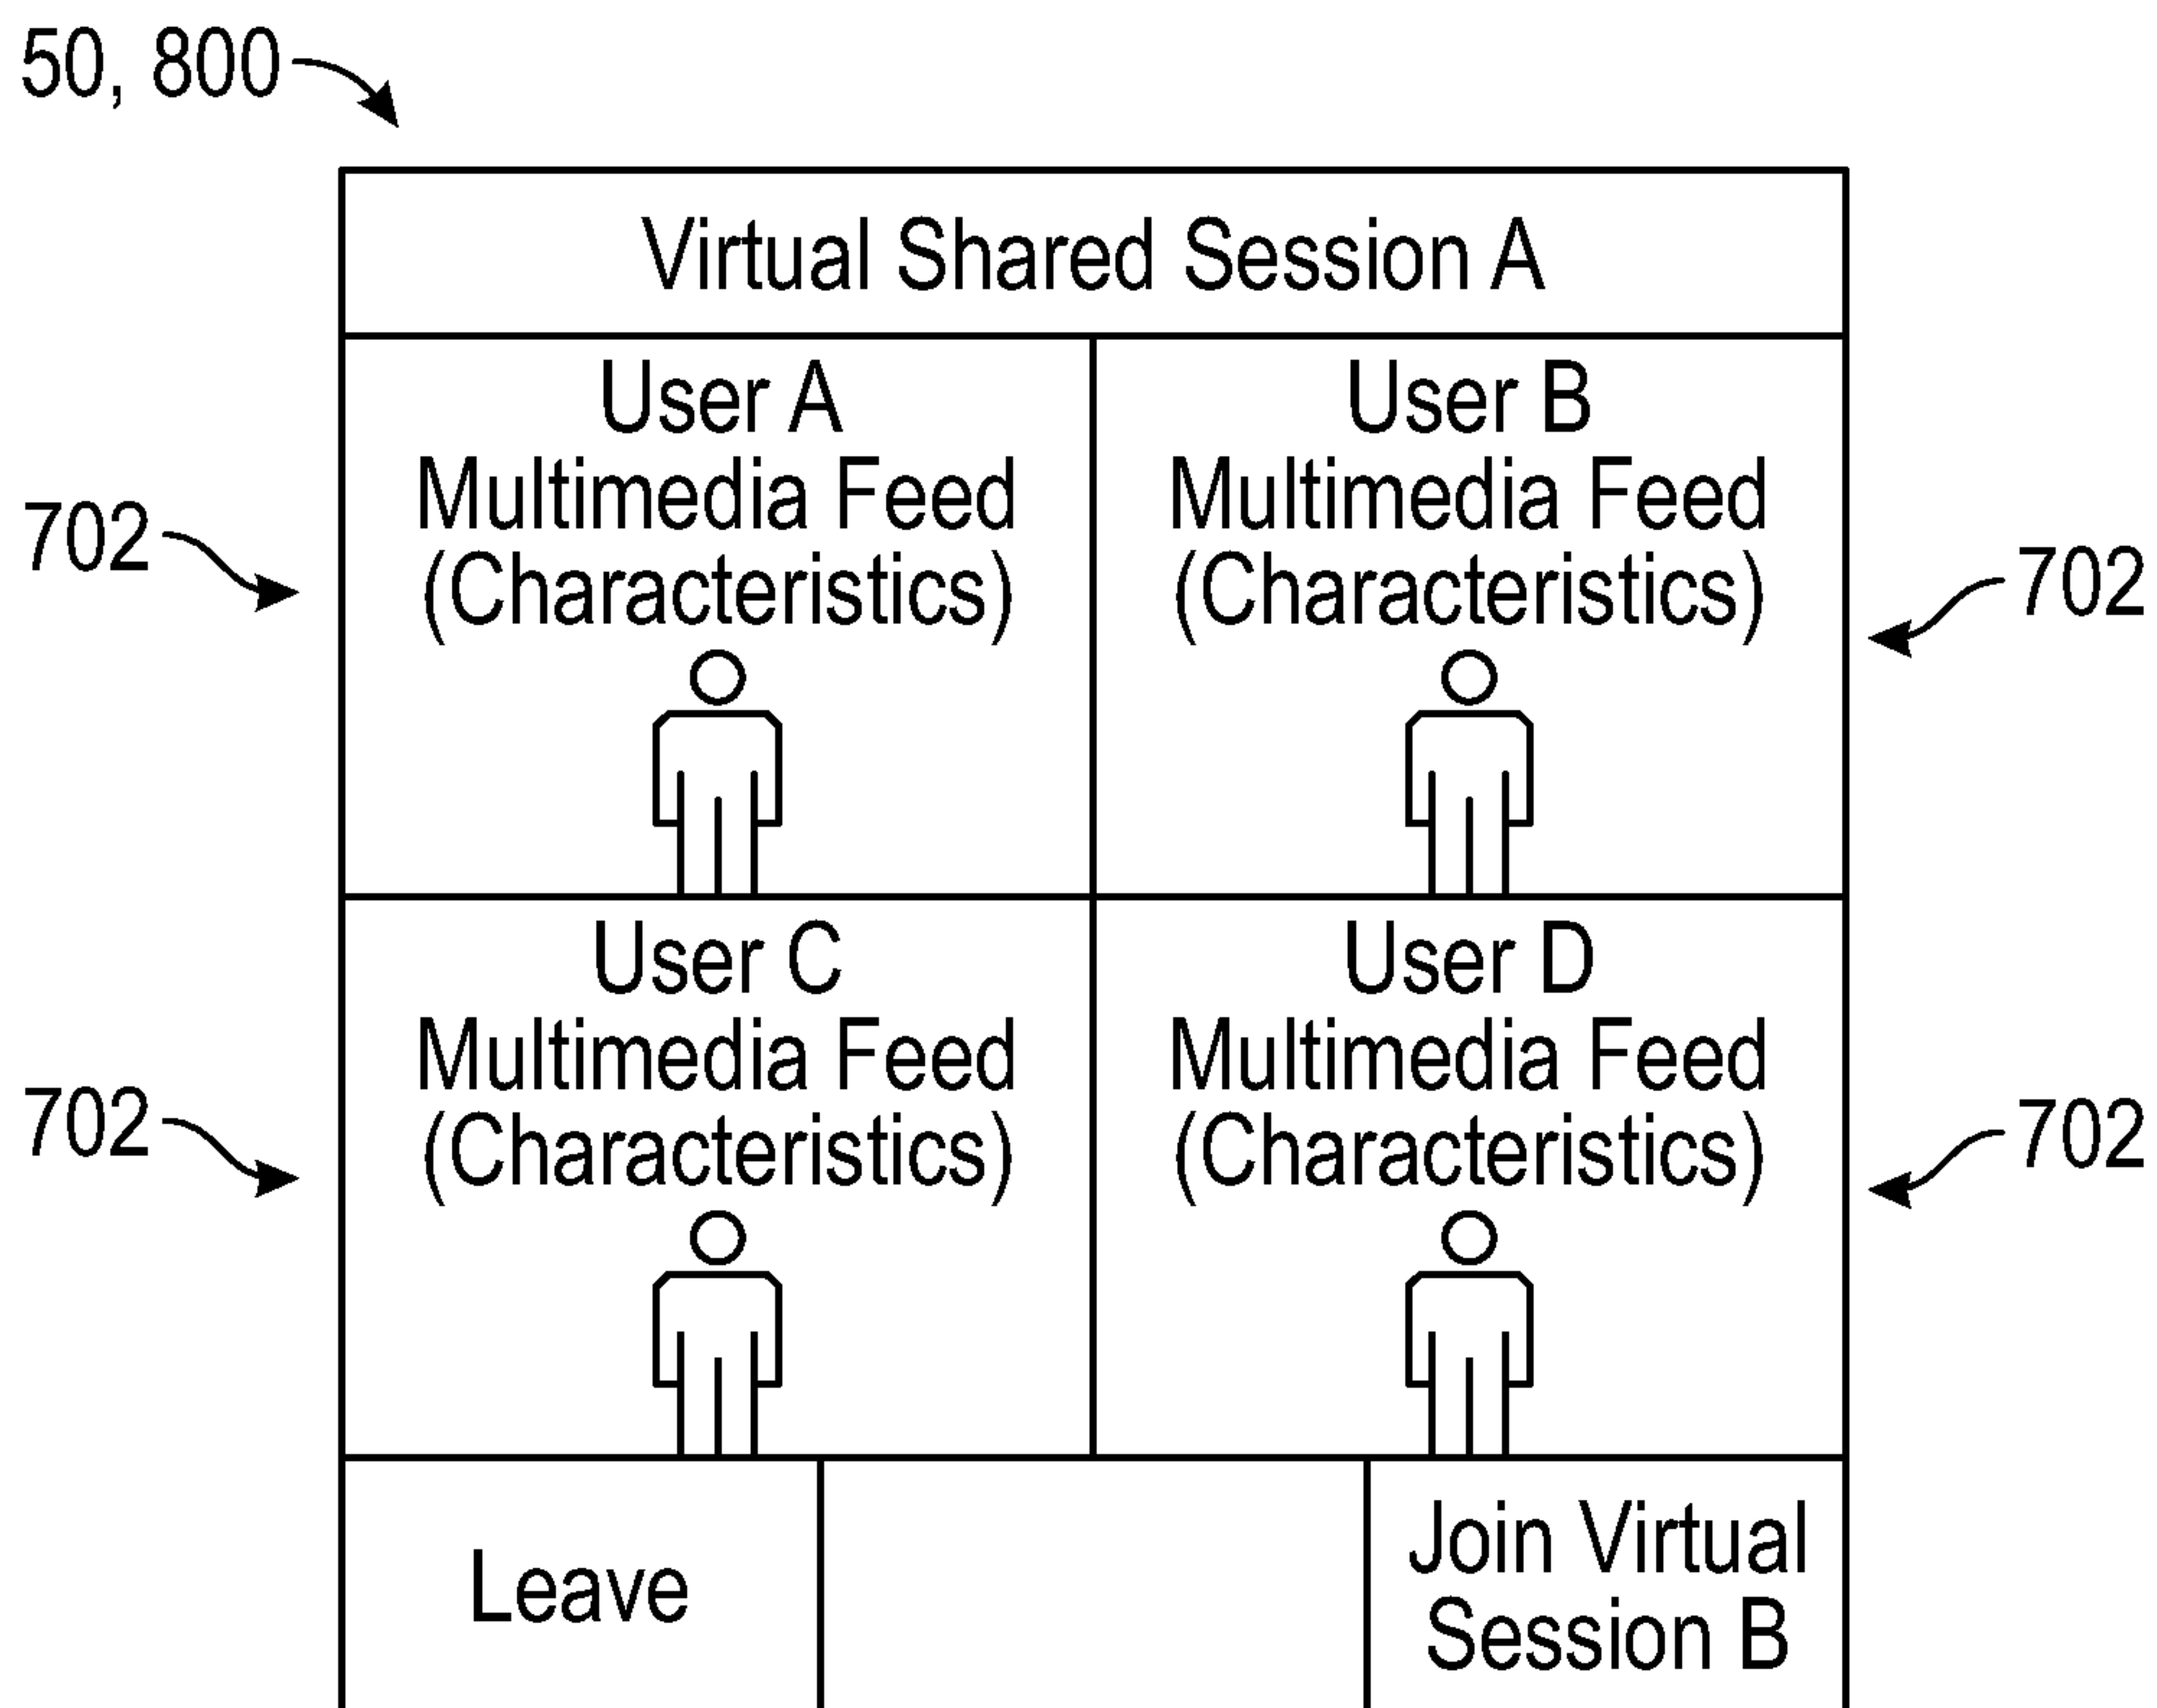 50, 800
Virtual Shared Session A
User A
Multimedia Feed
(Characteristics)
User B
Multimedia Feed
(Characteristics)
702
702
User C
Multimedia Feed
(Characteristics)
User D
Multimedia Feed
(Characteristics)
702
702
Leave
Join Virtual
Session B